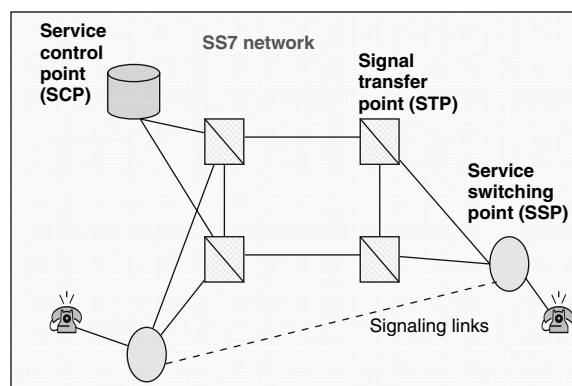 Service
control
point
(SCP)
SS7 network
Signal
transfer
point (STP)
Service
switching
point (SSP)
Signaling links